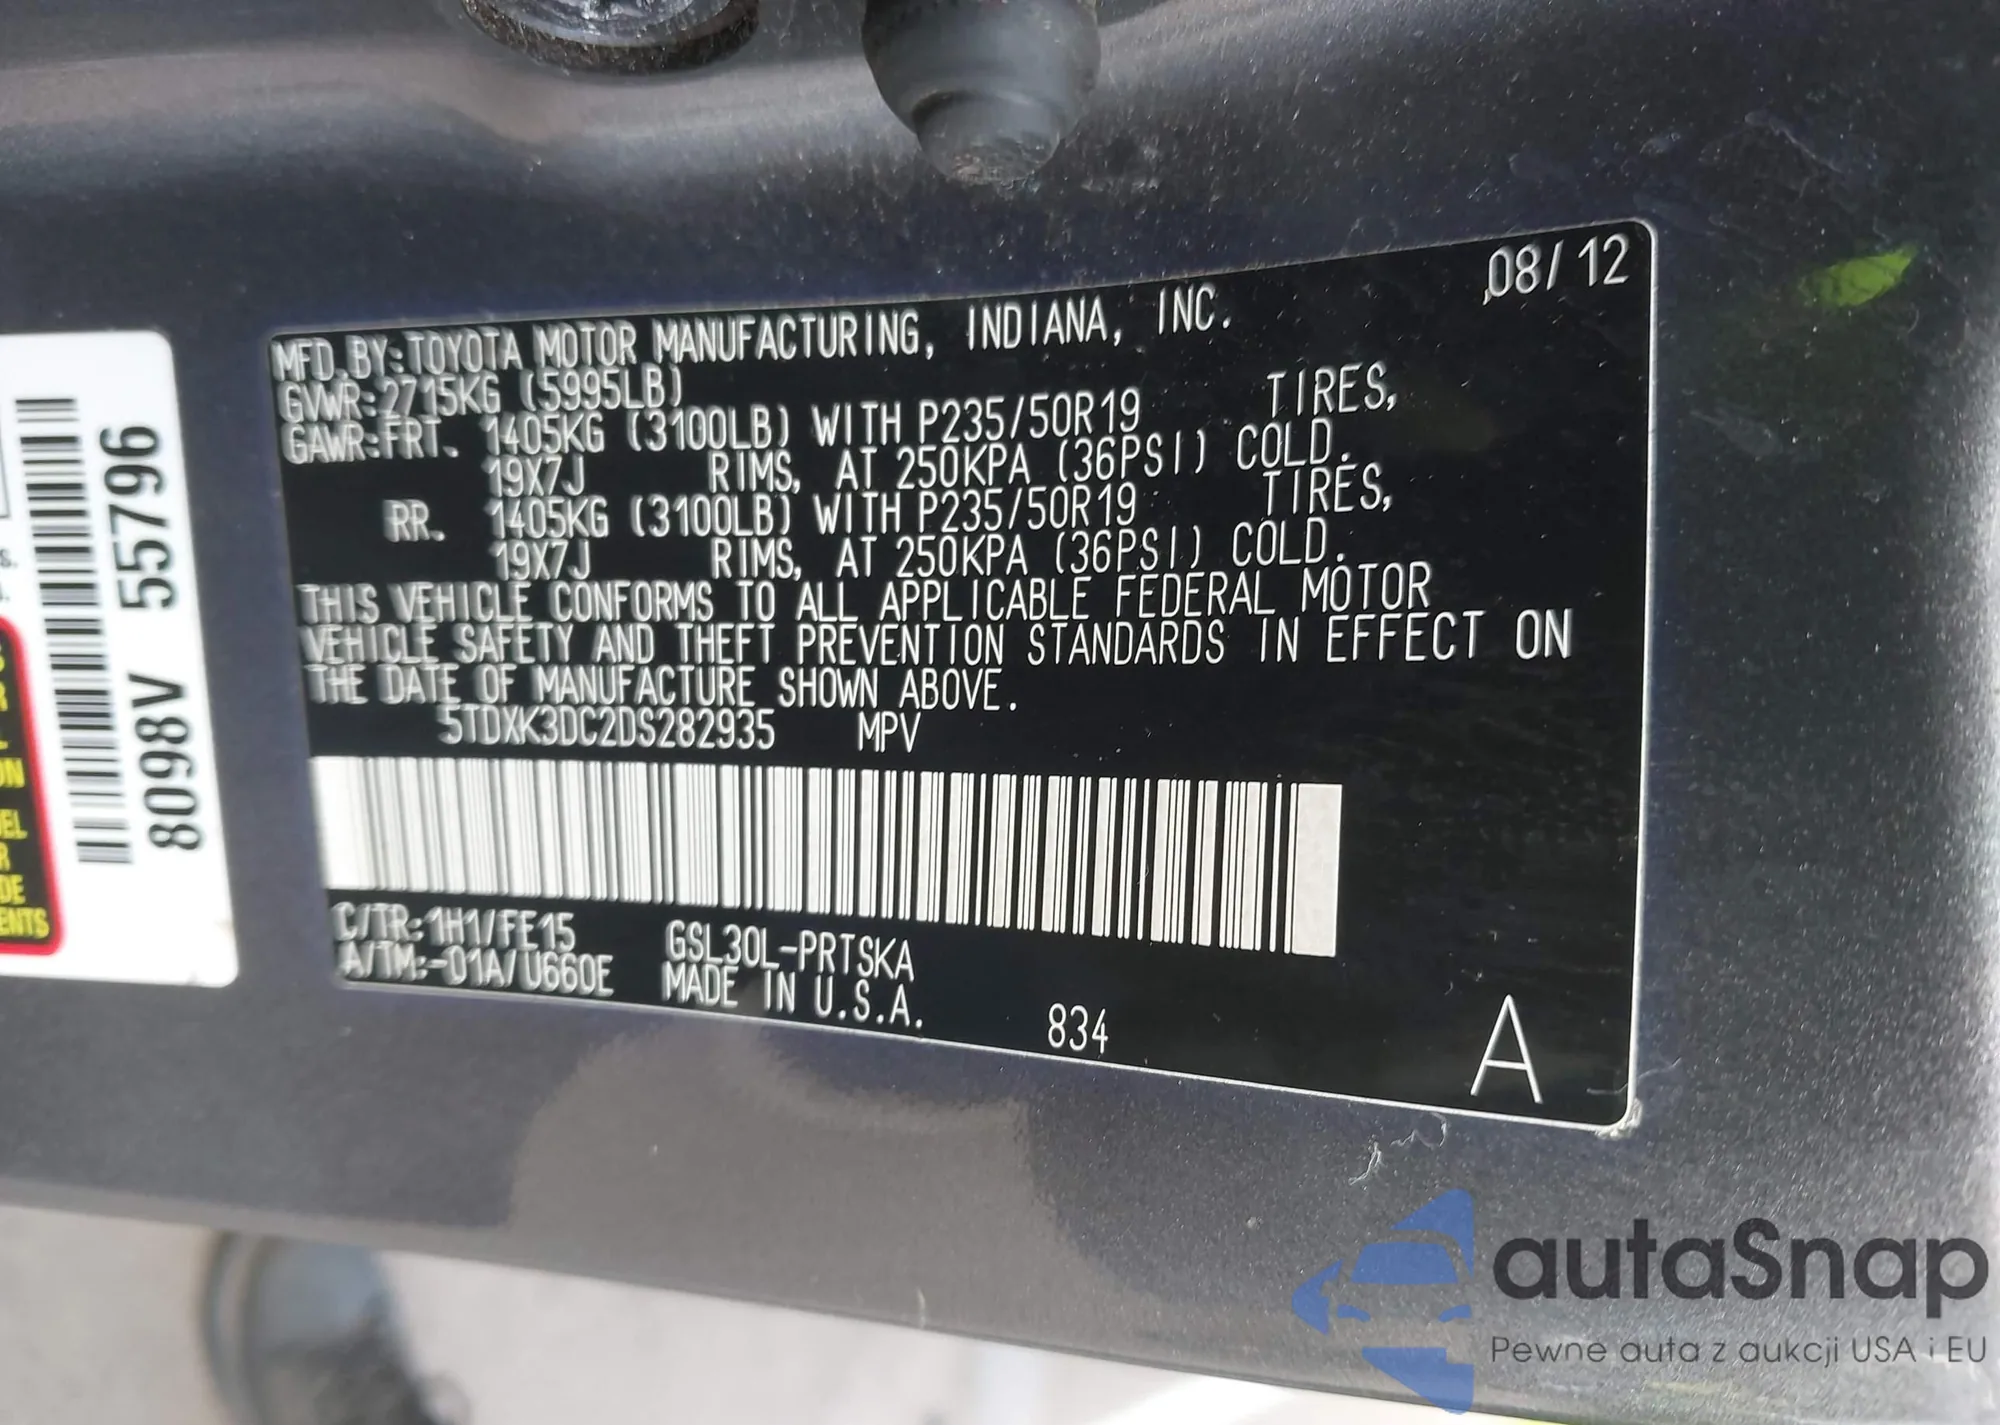 08/12
MFD.BY:TOYOTA MOTOR MANUFACTURING, INDIANA, INC.
GVWR:2715KG (5995LB)
GAWR:FRT. 1405KG (3100LB) WITH P235/50R19 TIRES,
19X7J RIMS, AT 250KPA (36PSI) COLD.
RR. 1405KG (3100LB) WITH P235/50R19 TIRES,
19X7J RIMS, AT 250KPA (36PSI) COLD.
THIS VEHICLE CONFORMS TO ALL APPLICABLE FEDERAL MOTOR
VEHICLE SAFETY AND THEFT PREVENTION STANDARDS IN EFFECT ON
THE DATE OF MANUFACTURE SHOWN ABOVE.
5TDXK3DC2DS282935 MPV
C/TR:1H1/FE15 GSL30L-PRTSKA
A/TM:-01A/U660E MADE IN U.S.A.
834
A
8098V 55796
autaSnap
Pewne auta z aukcji USA i EU